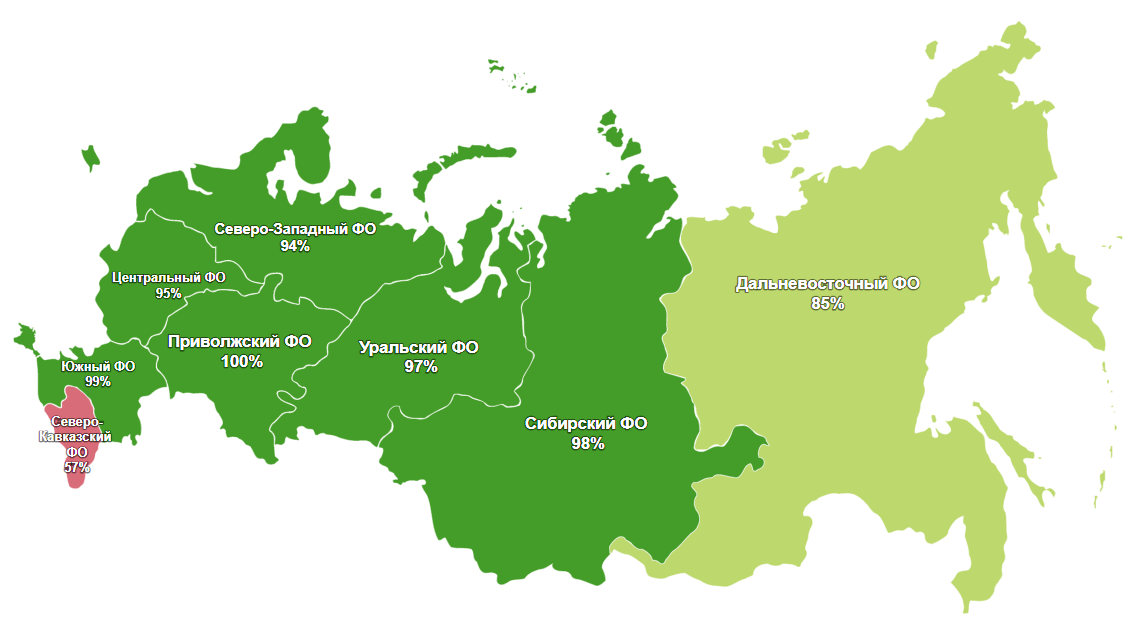 Северо-Западный ФО
94%
Центральный ФО
95%
Дальневосточный ФО
85%
Приволжский ФО
100%
Уральский ФО
97%
Южный ФО
99%
Северо-
Кавказский
ФО
57%
Сибирский ФО
98%